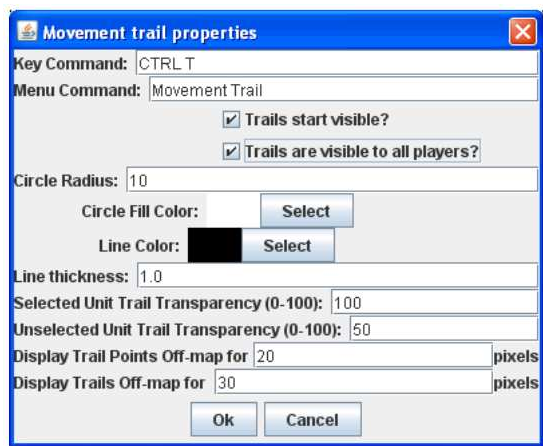 Movement trail properties
Key Command: CTRL T
Menu Command: Movement Trail
Trails start visible?
Trails are visible to all players?
Circle Radius: 10
Circle Fill Color: Select
Line Color: Select
Line thickness: 1.0
Selected Unit Trail Transparency (0-100): 100
Unselected Unit Trail Transparency (0-100): 50
Display Trail Points Off-map for 20 pixels
Display Trails Off-map for 30 pixels
Ok Cancel